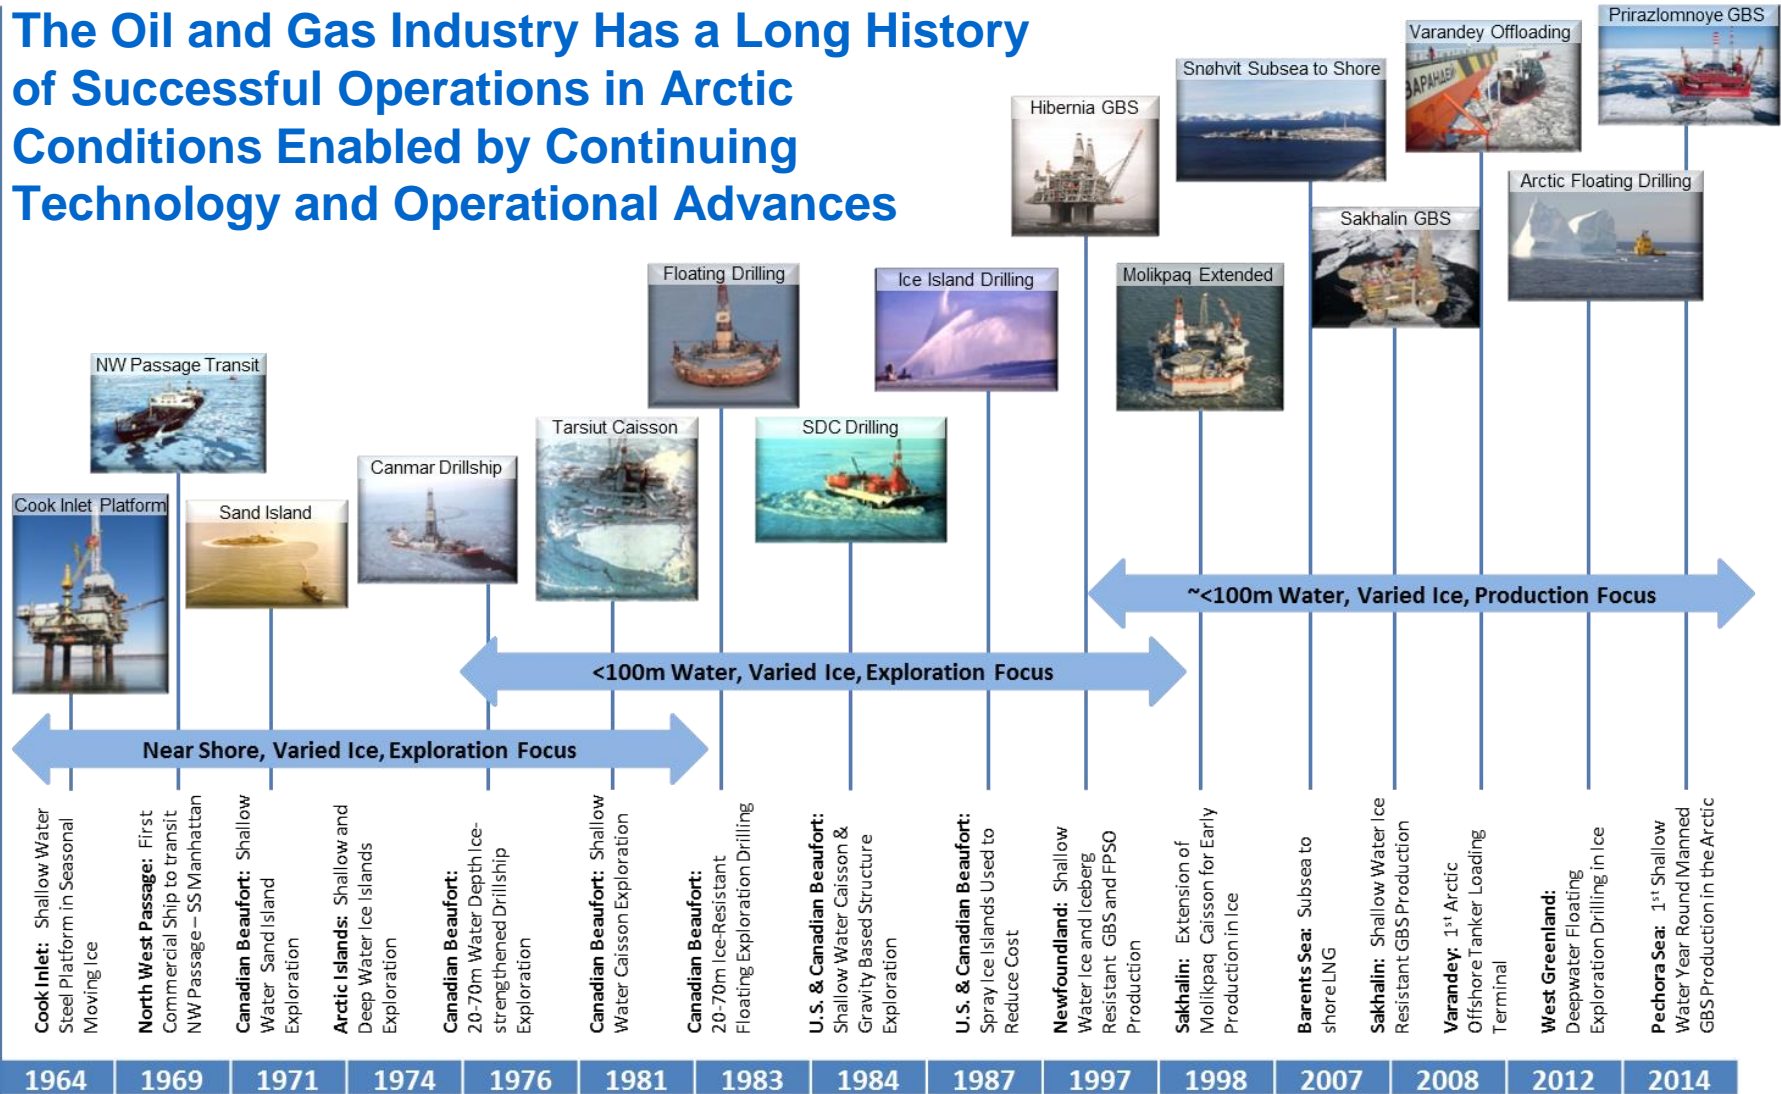 The Oil and Gas Industry Has a Long History
of Successful Operations in Arctic
Conditions Enabled by Continuing
Technology and Operational Advances
Cook Inlet Platform
NW Passage Transit
Sand Island
Canmar Drillship
Tarsiut Caisson
Floating Drilling
SDC Drilling
Ice Island Drilling
Hibernia GBS
Molikpaq Extended
Snøhvit Subsea to Shore
Sakhalin GBS
Varandey Offloading
ВАРАНДЕЙ
Arctic Floating Drilling
Prirazlomnoye GBS
~<100m Water, Varied Ice, Production Focus
<100m Water, Varied Ice, Exploration Focus
Near Shore, Varied Ice, Exploration Focus
Cook Inlet: Shallow Water
Steel Platform in Seasonal
Moving Ice
North West Passage: First
Commercial Ship to transit
NW Passage – SS Manhattan
Canadian Beaufort: Shallow
Water Sand Island
Exploration
Arctic Islands: Shallow and
Deep Water Ice Islands
Exploration
Canadian Beaufort:
20-70m Water Depth Ice-
strengthened Drillship
Exploration
Canadian Beaufort: Shallow
Water Caisson Exploration
Canadian Beaufort:
20-70m Ice-Resistant
Floating Exploration Drilling
U.S. & Canadian Beaufort:
Shallow Water Caisson &
Gravity Based Structure
Exploration
U.S. & Canadian Beaufort:
Spray Ice Islands Used to
Reduce Cost
Newfoundland: Shallow
Water Ice and Iceberg
Resistant GBS and FPSO
Production
Sakhalin: Extension of
Molikpaq Caisson for Early
Production in Ice
Barents Sea: Subsea to
shore LNG
Sakhalin: Shallow Water Ice
Resistant GBS Production
Varandey: 1st Arctic
Offshore Tanker Loading
Terminal
West Greenland:
Deepwater Floating
Exploration Drilling in Ice
Pechora Sea: 1st Shallow
Water Year Round Manned
GBS Production in the Arctic
1964 1969 1971 1974 1976 1981 1983 1984 1987 1997 1998 2007 2008 2012 2014